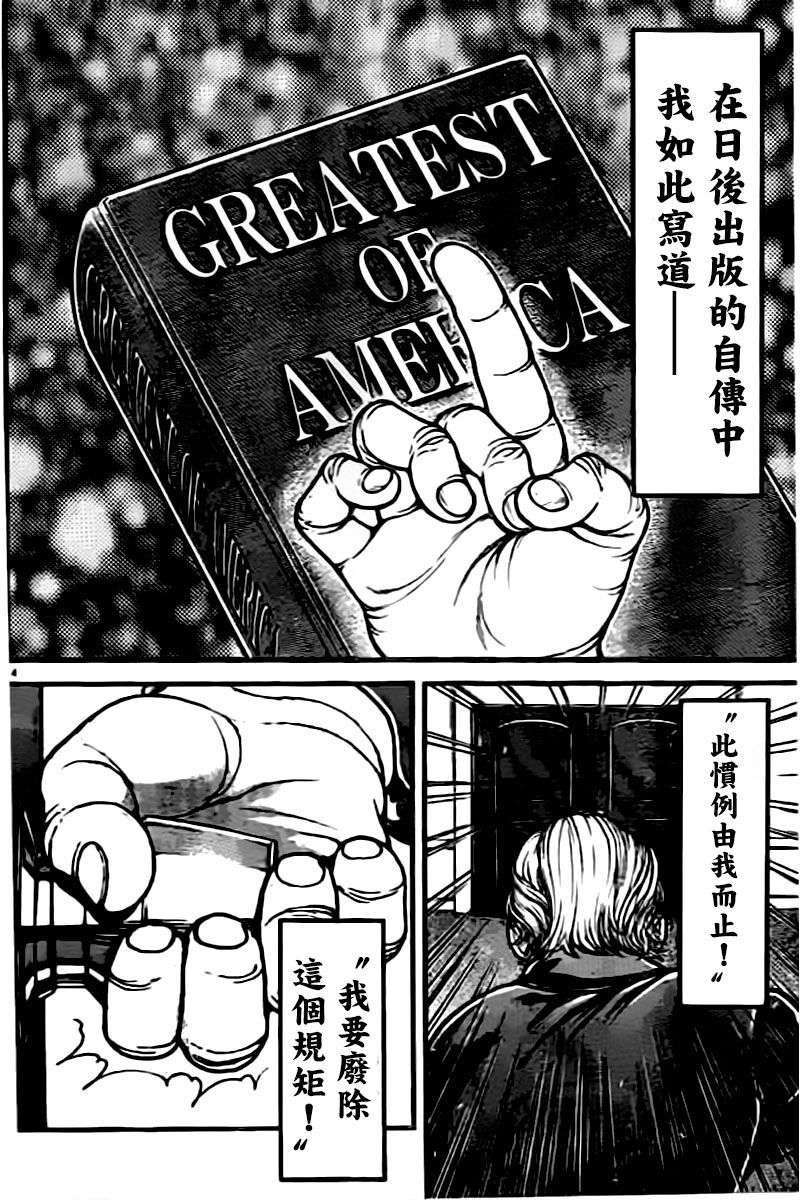 在日後出版的自傳中
我如此寫道——
GREATEST
OF
AMERICA
4
"此慣例由我而止！"
"我要廢除
這個規矩！"